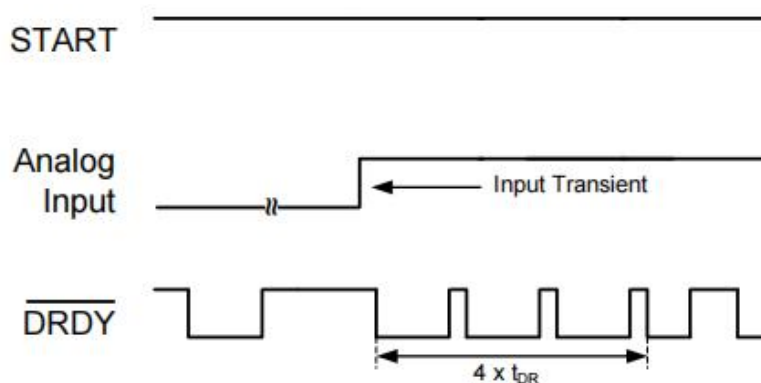 START
Analog
Input
Input Transient
DRDY
4 x tDR